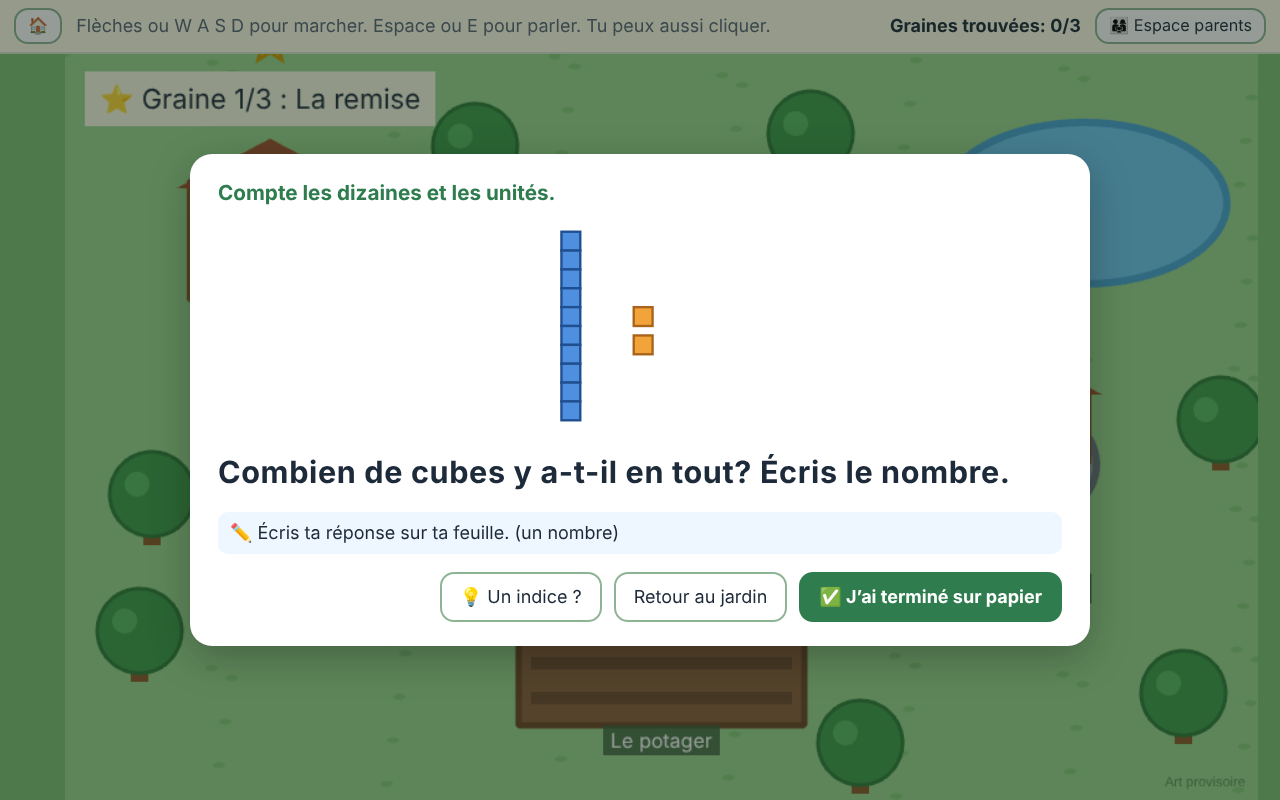 🏠 Flèches ou W A S D pour marcher. Espace ou E pour parler. Tu peux aussi cliquer. Graines trouvées: 0/3 👨‍👩‍👧 Espace parents
⭐ Graine 1/3 : La remise
Compte les dizaines et les unités.
Combien de cubes y a-t-il en tout? Écris le nombre.
✏️ Écris ta réponse sur ta feuille. (un nombre)
💡 Un indice ? Retour au jardin ✅ J’ai terminé sur papier
Le potager
Art provisoire